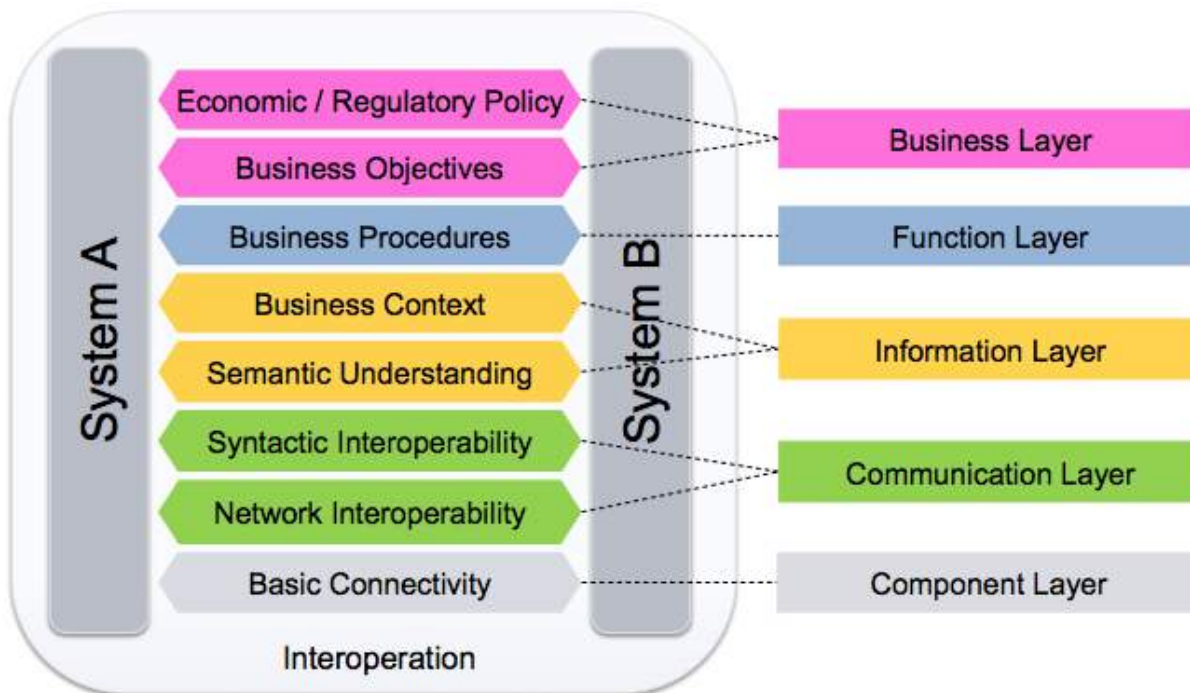 System A
Economic / Regulatory Policy
Business Objectives
Business Procedures
Business Context
Semantic Understanding
Syntactic Interoperability
Network Interoperability
Basic Connectivity
System B
Interoperation
Business Layer
Function Layer
Information Layer
Communication Layer
Component Layer